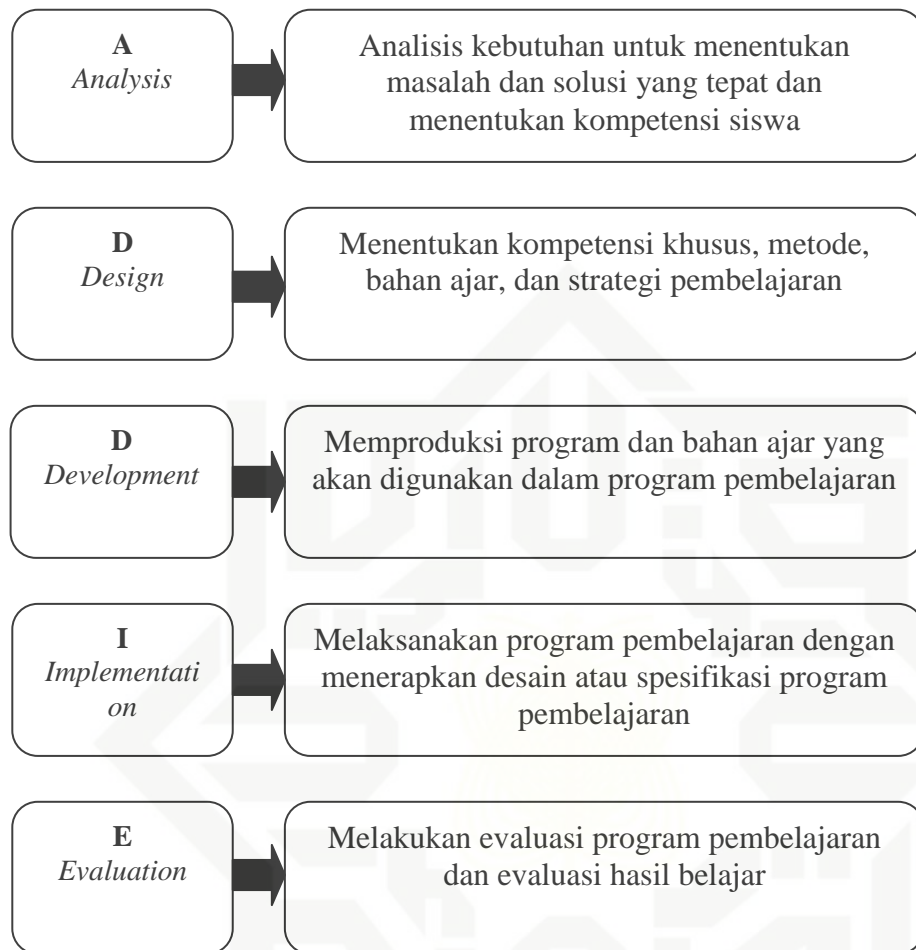 A
Analysis
Analisis kebutuhan untuk menentukan
masalah dan solusi yang tepat dan
menentukan kompetensi siswa
D
Design
Menentukan kompetensi khusus, metode,
bahan ajar, dan strategi pembelajaran
D
Development
Memproduksi program dan bahan ajar yang
akan digunakan dalam program pembelajaran
I
Implementati
on
Melaksanakan program pembelajaran dengan
menerapkan desain atau spesifikasi program
pembelajaran
E
Evaluation
Melakukan evaluasi program pembelajaran
dan evaluasi hasil belajar